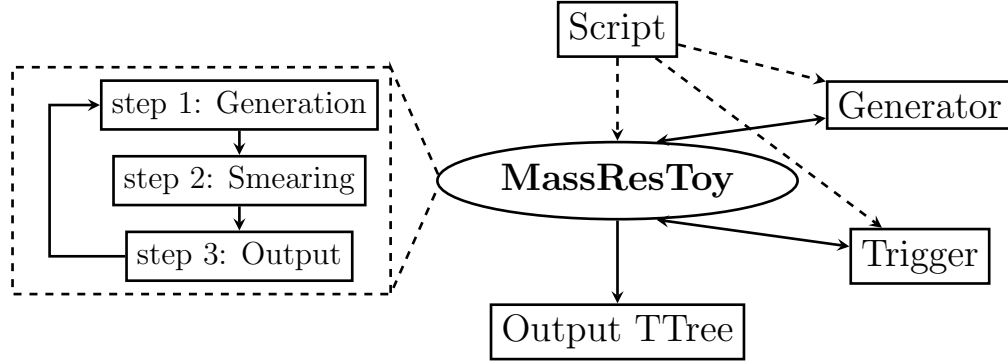 Script
step 1: Generation
Generator
step 2: Smearing
MassResToy
step 3: Output
Trigger
Output TTree